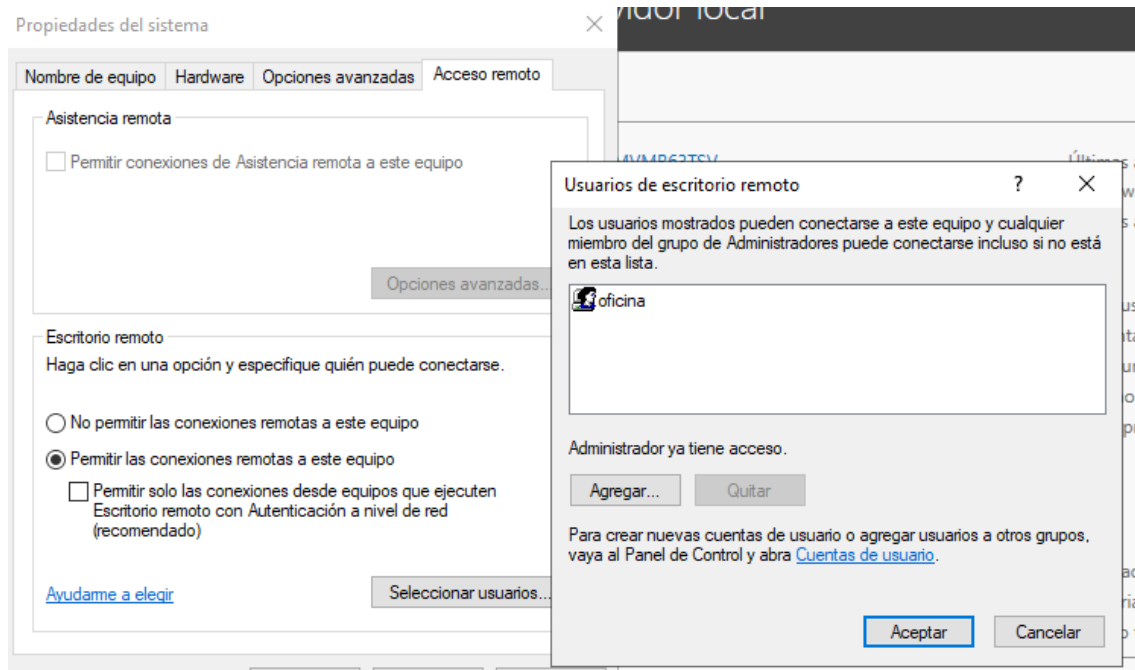 Propiedades del sistema
Nombre de equipo Hardware Opciones avanzadas Acceso remoto
Asistencia remota
Permitir conexiones de Asistencia remota a este equipo
Opciones avanzadas...
Escritorio remoto
Haga clic en una opción y especifique quién puede conectarse.
No permitir las conexiones remotas a este equipo
Permitir las conexiones remotas a este equipo
Permitir solo las conexiones desde equipos que ejecuten
Escritorio remoto con Autenticación a nivel de red
(recomendado)
Ayudarme a elegir
Seleccionar usuarios...
local
Usuarios de escritorio remoto
?
Los usuarios mostrados pueden conectarse a este equipo y cualquier
miembro del grupo de Administradores puede conectarse incluso si no está
en esta lista.
oficina
Administrador ya tiene acceso.
Agregar... Quitar
Para crear nuevas cuentas de usuario o agregar usuarios a otros grupos,
vaya al Panel de Control y abra Cuentas de usuario.
Aceptar Cancelar